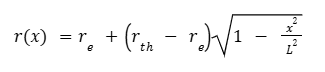 r(x) = r_e + (r_th − r_e)√(1 − x²/L²)